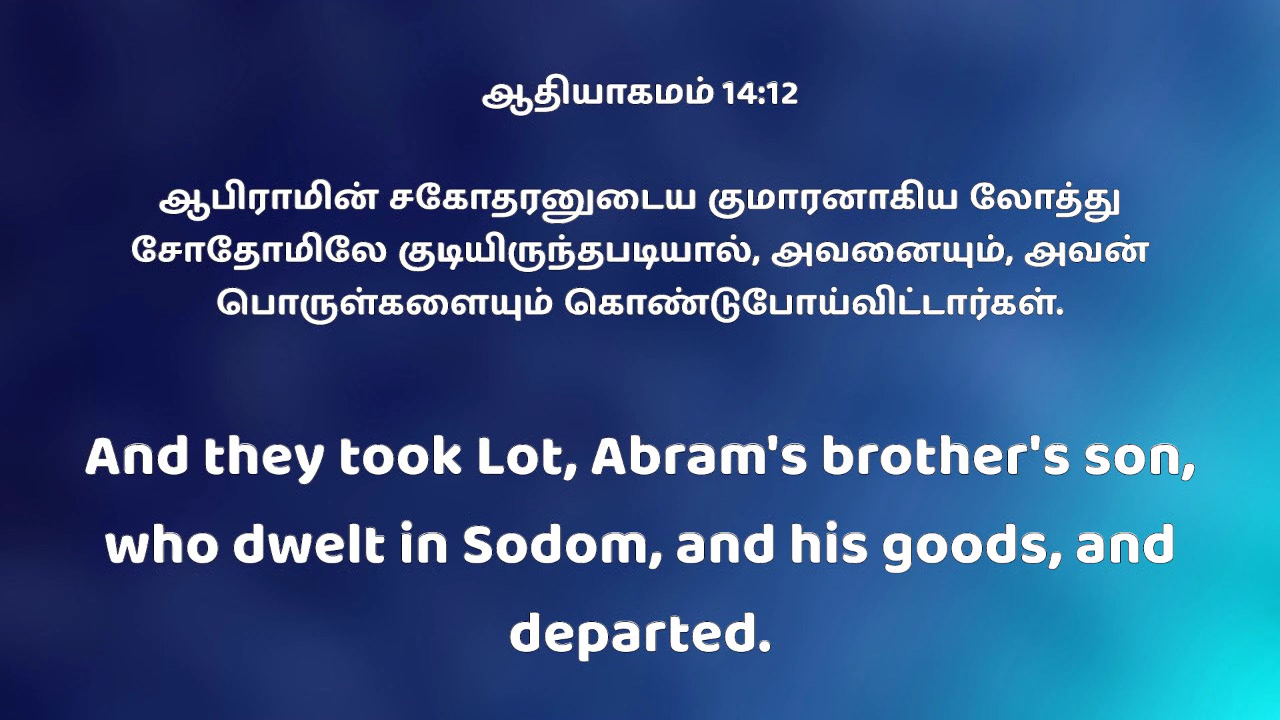 ஆதியாகமம் 14:12
ஆபிராமின் சகோதரனுடைய குமாரனாகிய லோத்து
சோதோமிலே குடியிருந்தபடியால், அவனையும், அவன்
பொருள்களையும் கொண்டுபோய்விட்டார்கள்.
And they took Lot, Abram's brother's son,
who dwelt in Sodom, and his goods, and
departed.